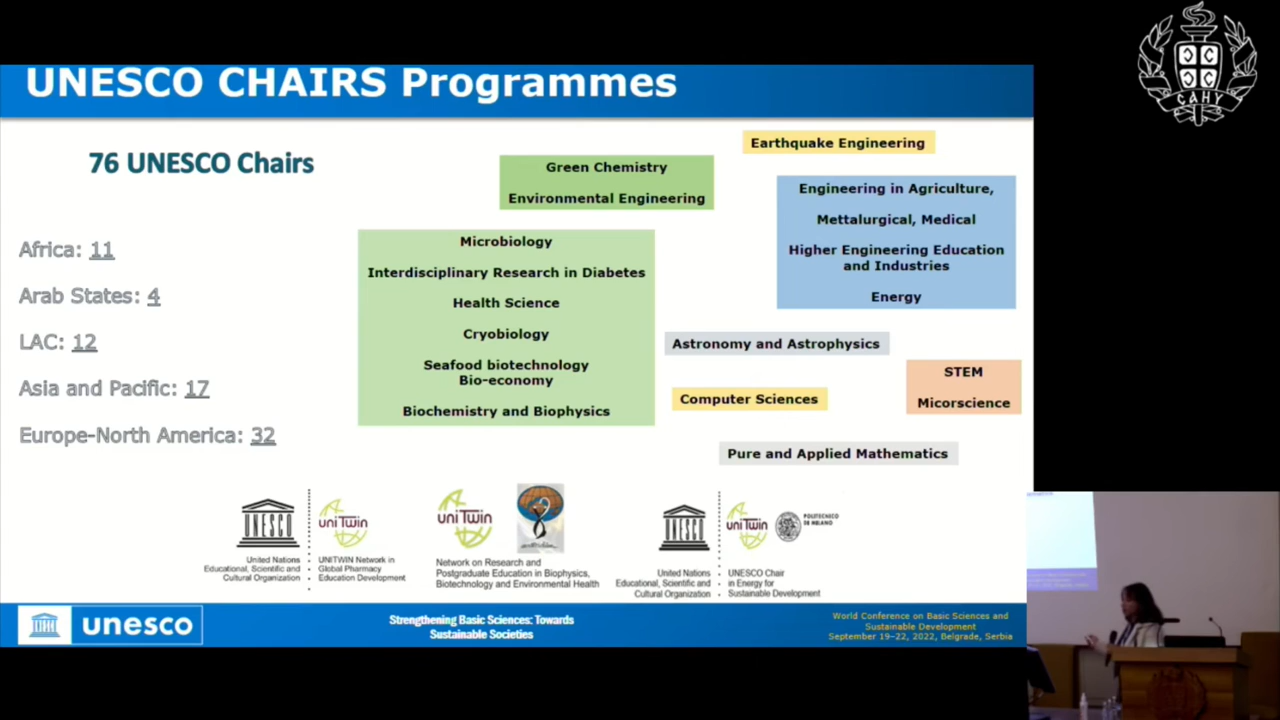 UNESCO CHAIRS Programmes
76 UNESCO Chairs
Africa: 11
Arab States: 4
LAC: 12
Asia and Pacific: 17
Europe-North America: 32
Green Chemistry
Environmental Engineering
Microbiology
Interdisciplinary Research in Diabetes
Health Science
Cryobiology
Seafood biotechnology
Bio-economy
Biochemistry and Biophysics
Earthquake Engineering
Engineering in Agriculture,
Mettalurgical, Medical
Higher Engineering Education
and Industries
Energy
Astronomy and Astrophysics
Computer Sciences
STEM
Micorscience
Pure and Applied Mathematics
UNESCO
United Nations
Educational, Scientific and
Cultural Organization
uniTwin
UNITWIN Network in
Global Pharmacy
Education Development
uniTwin
Network on Research and
Postgraduate Education in Biophysics,
Biotechnology and Environmental Health
UNESCO
United Nations
Educational, Scientific and
Cultural Organization
uniTwin
POLITECNICO
DI MILANO
UNESCO Chair
in Energy for
Sustainable Development
unesco
Strengthening Basic Sciences: Towards
Sustainable Societies
World Conference on Basic Sciences and
Sustainable Development
September 19–22, 2022, Belgrade, Serbia
САНУ